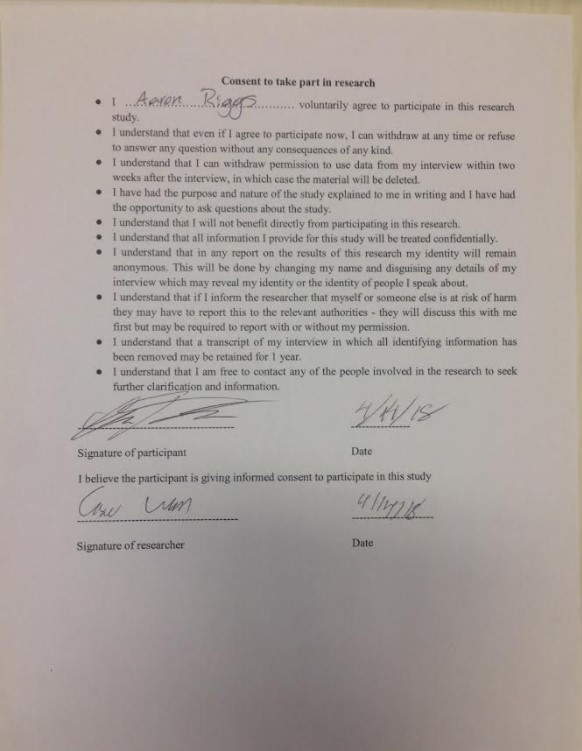 Consent to take part in research
• I ...Aaron Riggs............ voluntarily agree to participate in this research
study.
• I understand that even if I agree to participate now, I can withdraw at any time or refuse
to answer any question without any consequences of any kind.
• I understand that I can withdraw permission to use data from my interview within two
weeks after the interview, in which case the material will be deleted.
• I have had the purpose and nature of the study explained to me in writing and I have had
the opportunity to ask questions about the study.
• I understand that I will not benefit directly from participating in this research.
• I understand that all information I provide for this study will be treated confidentially.
• I understand that in any report on the results of this research my identity will remain
anonymous. This will be done by changing my name and disguising any details of my
interview which may reveal my identity or the identity of people I speak about.
• I understand that if I inform the researcher that myself or someone else is at risk of harm
they may have to report this to the relevant authorities - they will discuss this with me
first but may be required to report with or without my permission.
• I understand that a transcript of my interview in which all identifying information has
been removed may be retained for 1 year.
• I understand that I am free to contact any of the people involved in the research to seek
further clarification and information.
Signature of participant Date
I believe the participant is giving informed consent to participate in this study
Signature of researcher Date